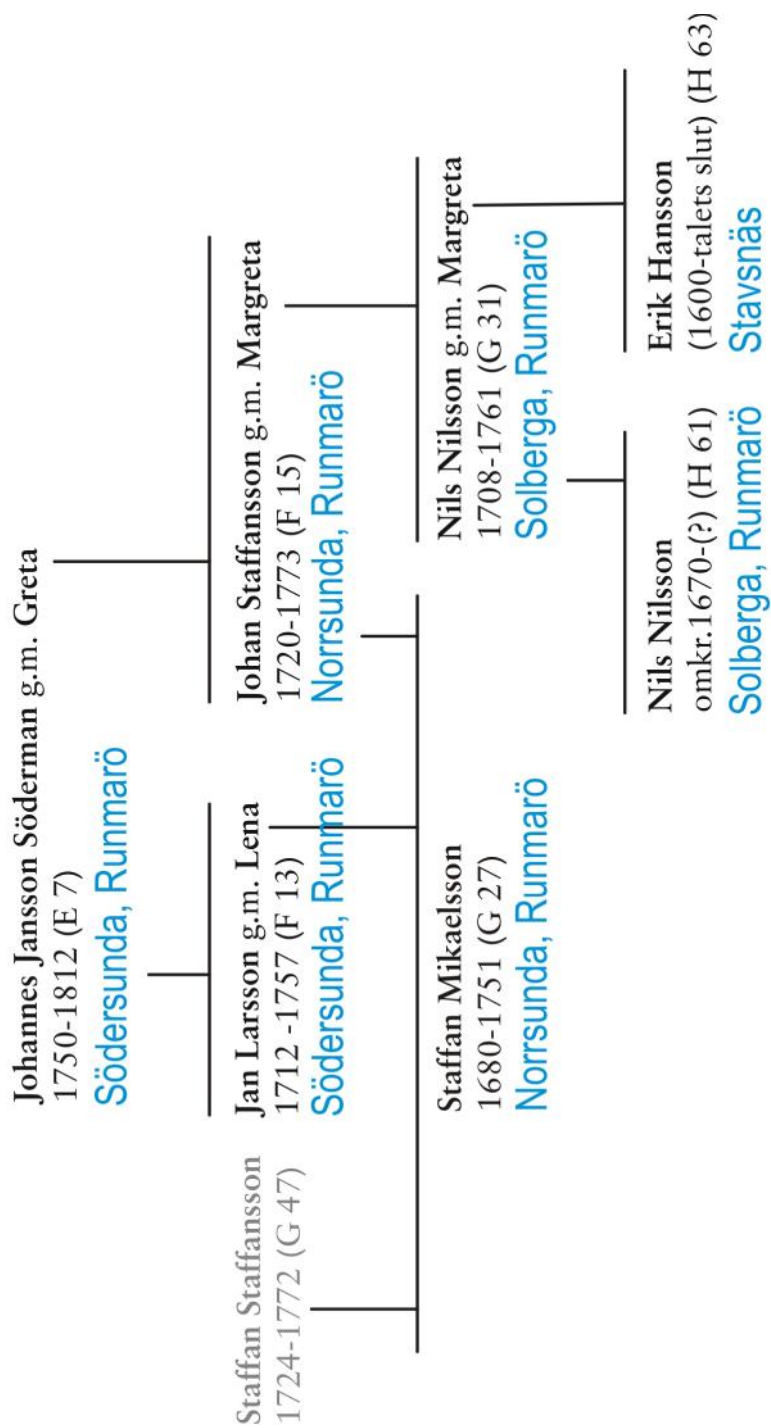 Johannes Jansson Söderman g.m. Greta
1750-1812 (E 7)
Södersunda, Runmarö
Staffan Staffansson
1724-1772 (G 47)
Jan Larsson g.m. Lena
1712 -1757 (F 13)
Södersunda, Runmarö
Johan Staffansson g.m. Margreta
1720-1773 (F 15)
Norrsunda, Runmarö
Staffan Mikaelsson
1680-1751 (G 27)
Norrsunda, Runmarö
Nils Nilsson g.m. Margreta
1708-1761 (G 31)
Solberga, Runmarö
Nils Nilsson
omkr.1670-(?) (H 61)
Solberga, Runmarö
Erik Hansson
(1600-talets slut) (H 63)
Stavsnäs